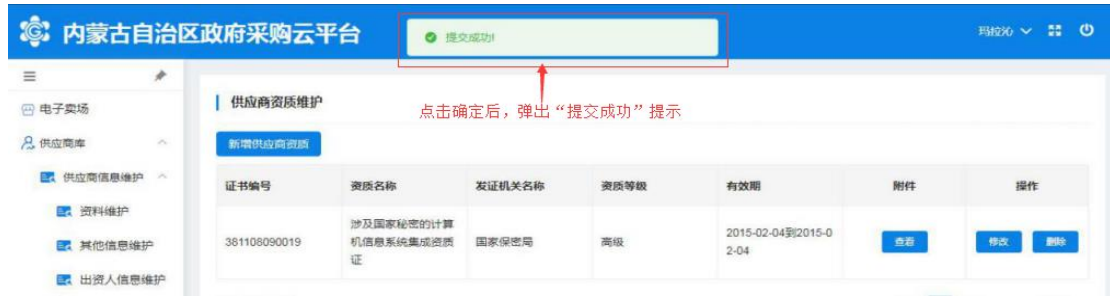 内蒙古自治区政府采购云平台
提交成功!
玛拉沁
点击确定后，弹出“提交成功”提示
电子卖场
供应商库
供应商信息维护
资料维护
其他信息维护
出资人信息维护
供应商资质维护
新增供应商资质
证书编号 资质名称 发证机关名称 资质等级 有效期 附件 操作
381108090019
涉及国家秘密的计算
机信息系统集成资质
证
国家保密局
高级
2015-02-04到2015-0
2-04
查看
修改 删除